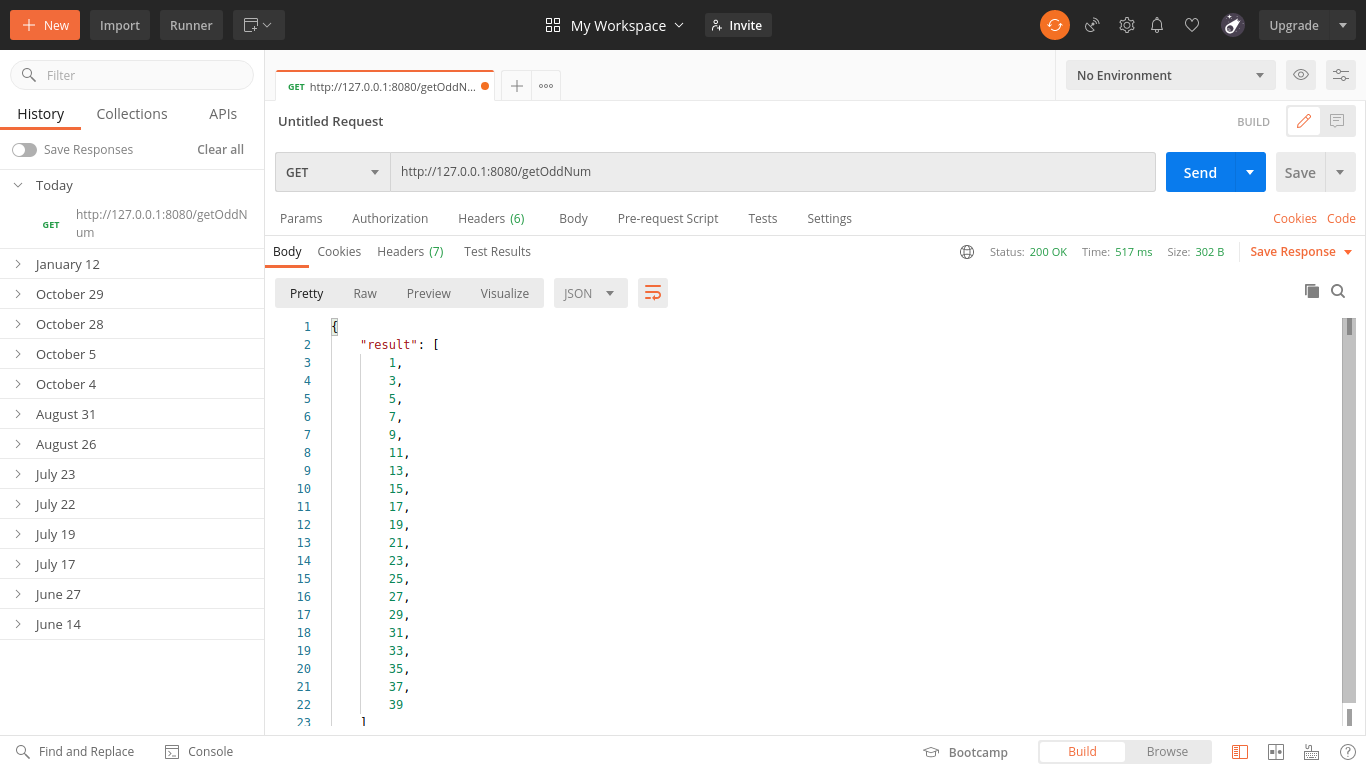 New
Import
Runner
My Workspace
Invite
Upgrade
Filter
History
Collections
APIs
Save Responses
Clear all
Today
GET
http://127.0.0.1:8080/getOddN
um
January 12
October 29
October 28
October 5
October 4
August 31
August 26
July 23
July 22
July 19
July 17
June 27
June 14
GET http://127.0.0.1:8080/getOddN...
No Environment
Untitled Request
BUILD
GET
http://127.0.0.1:8080/getOddNum
Send
Save
Params
Authorization
Headers (6)
Body
Pre-request Script
Tests
Settings
Cookies
Code
Body
Cookies
Headers (7)
Test Results
Status: 200 OK
Time: 517 ms
Size: 302 B
Save Response
Pretty
Raw
Preview
Visualize
JSON
1 {
2 "result": [
3 1,
4 3,
5 5,
6 7,
7 9,
8 11,
9 13,
10 15,
11 17,
12 19,
13 21,
14 23,
15 25,
16 27,
17 29,
18 31,
19 33,
20 35,
21 37,
22 39
23 ]
Find and Replace
Console
Bootcamp
Build
Browse